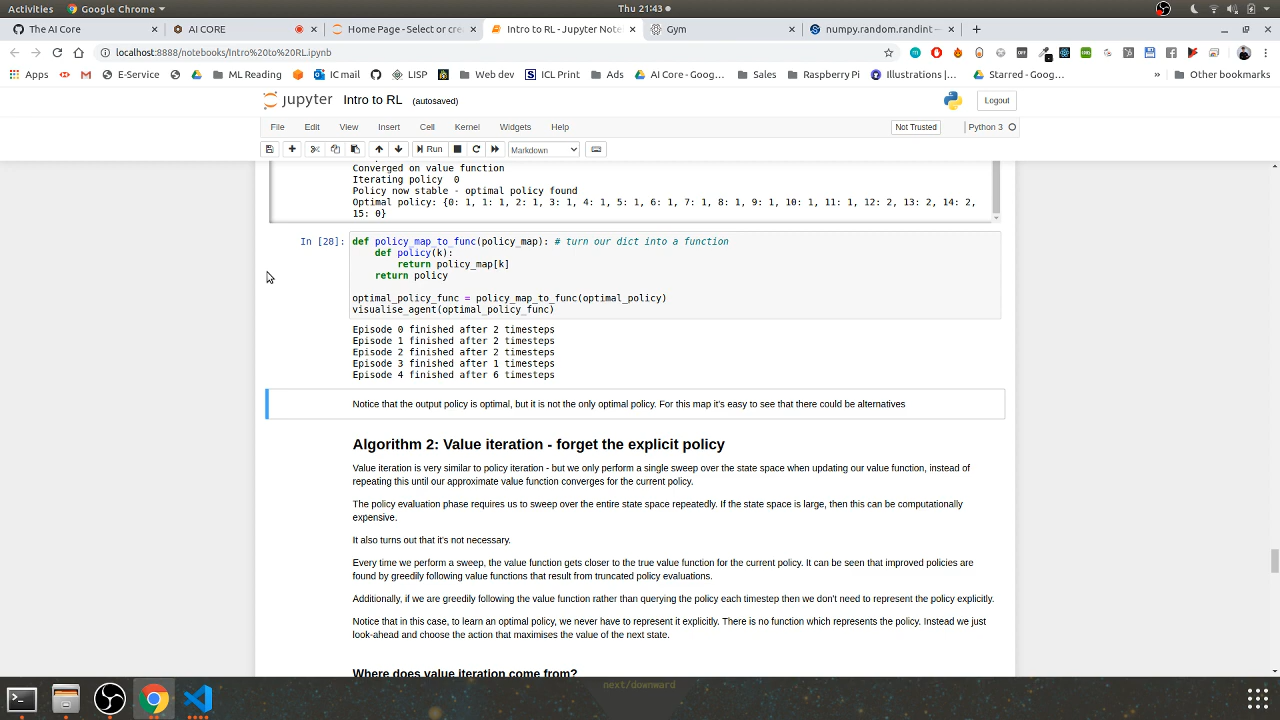 Activities
Google Chrome
Thu 21:43
The AI Core
AI CORE
Home Page - Select or cre
Intro to RL - Jupyter Note
Gym
numpy.random.randint —
localhost:8888/notebooks/Intro%20to%20RL.ipynb
Apps
E-Service
ML Reading
IC mail
LISP
Web dev
ICL Print
Ads
AI Core - Goog...
Sales
Raspberry Pi
Illustrations |...
Starred - Goog...
»
Other bookmarks
jupyter
Intro to RL
(autosaved)
Logout
File
Edit
View
Insert
Cell
Kernel
Widgets
Help
Not Trusted
Python 3
Run
Markdown
Converged on value function
Iterating policy  0
Policy now stable - optimal policy found
Optimal policy: {0: 1, 1: 1, 2: 1, 3: 1, 4: 1, 5: 1, 6: 1, 7: 1, 8: 1, 9: 1, 10: 1, 11: 1, 12: 2, 13: 2, 14: 2,
15: 0}
In [28]:
def policy_map_to_func(policy_map): # turn our dict into a function
def policy(k):
return policy_map[k]
return policy
optimal_policy_func = policy_map_to_func(optimal_policy)
visualise_agent(optimal_policy_func)
Episode 0 finished after 2 timesteps
Episode 1 finished after 2 timesteps
Episode 2 finished after 2 timesteps
Episode 3 finished after 1 timesteps
Episode 4 finished after 6 timesteps
Notice that the output policy is optimal, but it is not the only optimal policy. For this map it's easy to see that there could be alternatives
Algorithm 2: Value iteration - forget the explicit policy
Value iteration is very similar to policy iteration - but we only perform a single sweep over the state space when updating our value function, instead of
repeating this until our approximate value function converges for the current policy.
The policy evaluation phase requires us to sweep over the entire state space repeatedly. If the state space is large, then this can be computationally
expensive.
It also turns out that it's not necessary.
Every time we perform a sweep, the value function gets closer to the true value function for the current policy. It can be seen that improved policies are
found by greedily following value functions that result from truncated policy evaluations.
Additionally, if we are greedily following the value function rather than querying the policy each timestep then we don't need to represent the policy explicitly.
Notice that in this case, to learn an optimal policy, we never have to represent it explicitly. There is no function which represents the policy. Instead we just
look-ahead and choose the action that maximises the value of the next state.
Where does value iteration come from?
next/downward